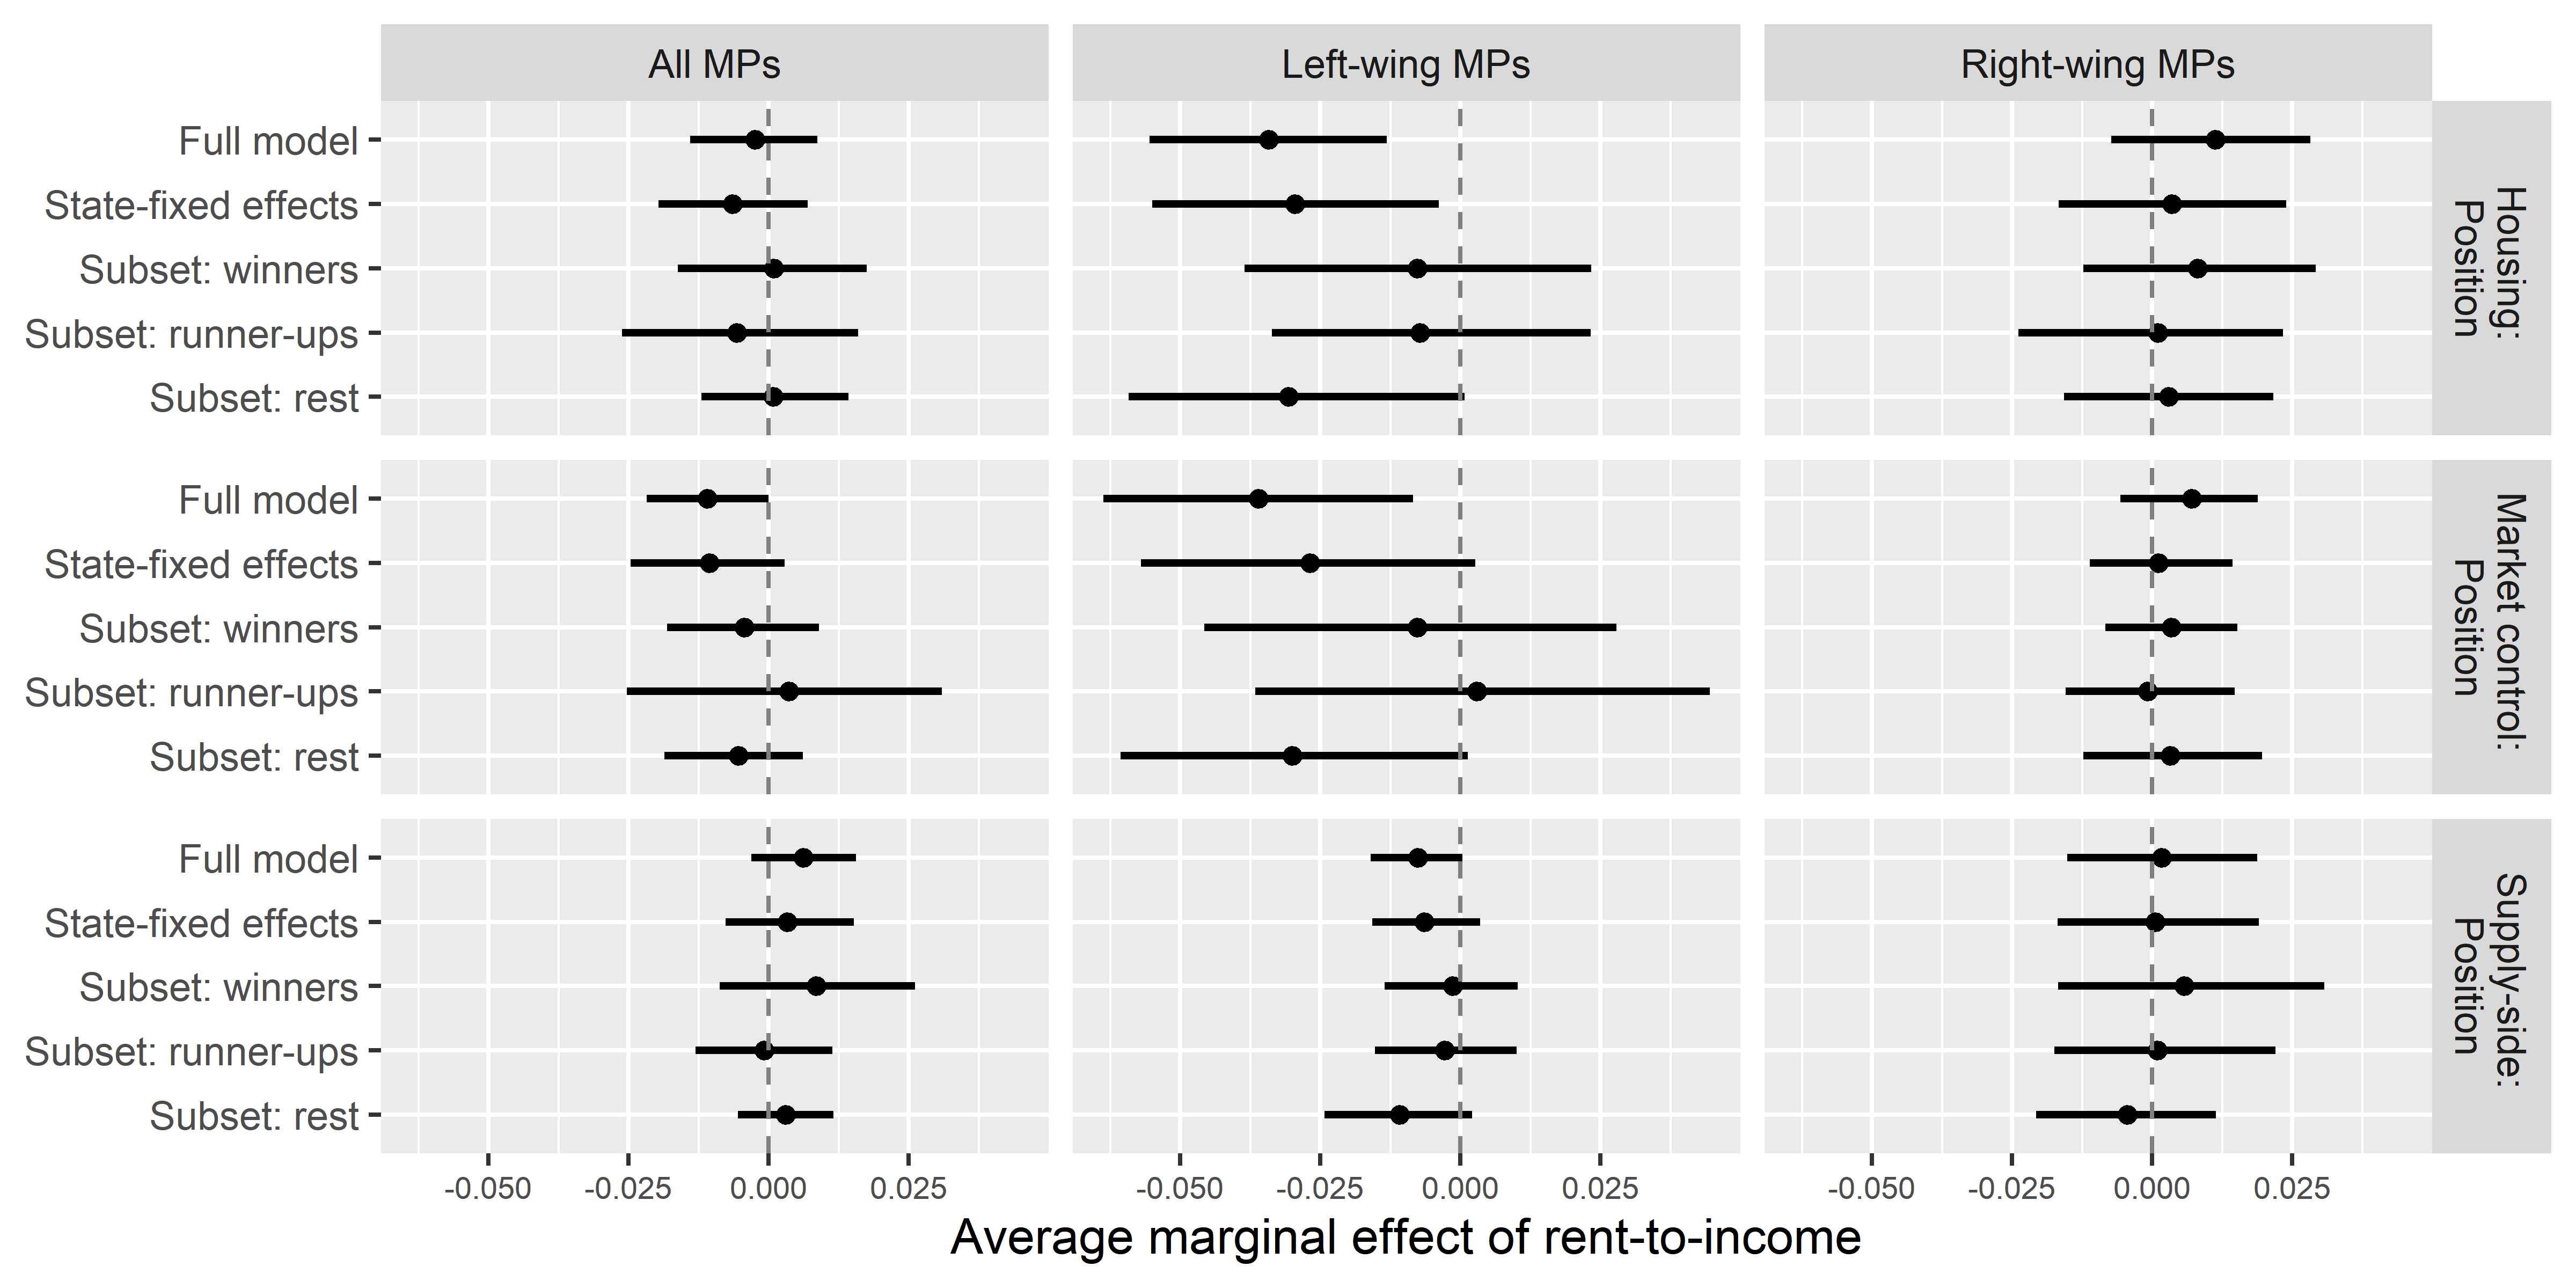 All MPs
Left-wing MPs
Right-wing MPs
Full model
State-fixed effects
Subset: winners
Subset: runner-ups
Subset: rest
Housing:
Position
Full model
State-fixed effects
Subset: winners
Subset: runner-ups
Subset: rest
Market control:
Position
Full model
State-fixed effects
Subset: winners
Subset: runner-ups
Subset: rest
Supply-side:
Position
-0.050 -0.025 0.000 0.025
-0.050 -0.025 0.000 0.025
-0.050 -0.025 0.000 0.025
Average marginal effect of rent-to-income